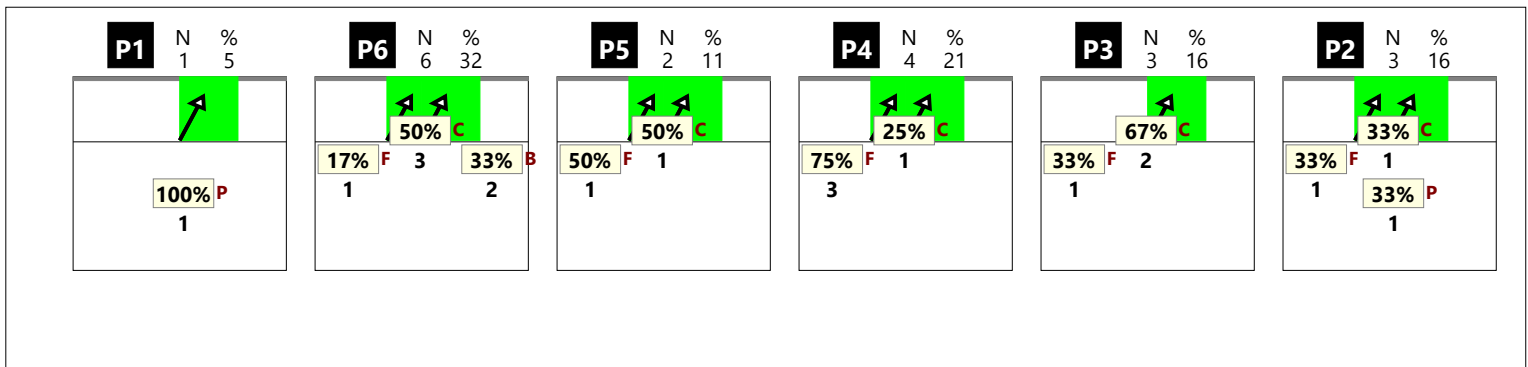 P1 N % 1 5
100% P
1
P6 N % 6 32
50% C
3
17% F
1
33% B
2
P5 N % 2 11
50% C
1
50% F
1
P4 N % 4 21
25% C
1
75% F
3
P3 N % 3 16
67% C
2
33% F
1
P2 N % 3 16
33% C
1
33% F
1
33% P
1